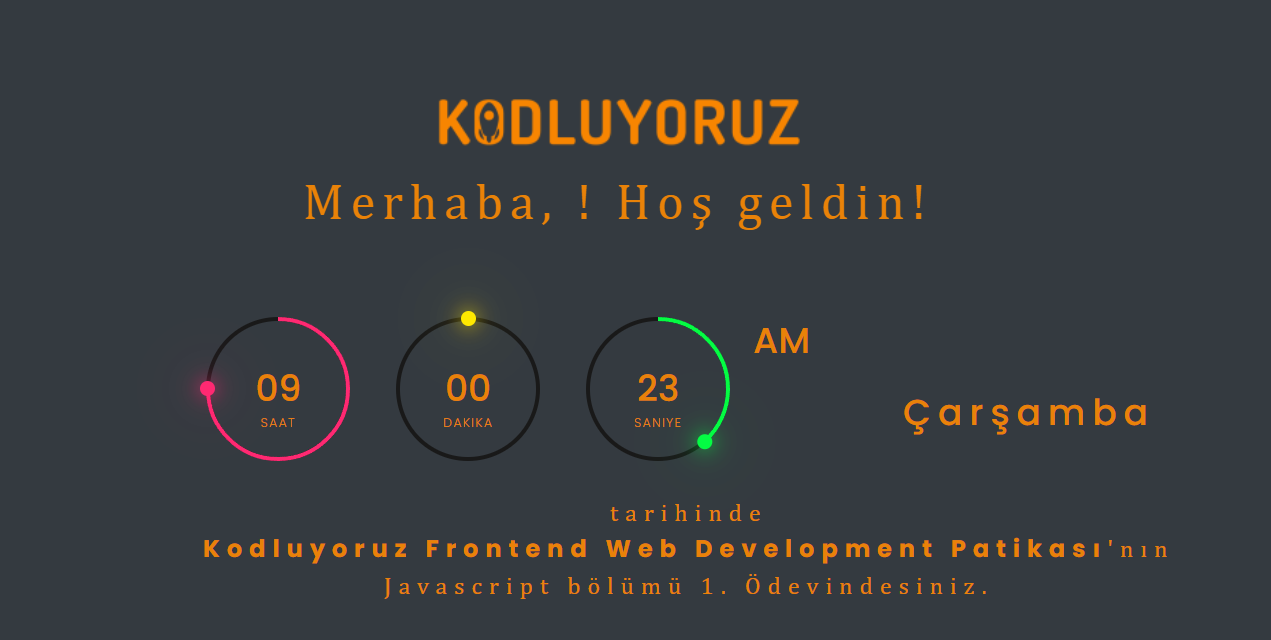 KODLUYORUZ
Merhaba, ! Hoş geldin!
09 00 23 AM
SAAT DAKIKA SANIYE
Çarşamba
tarihinde
Kodluyoruz Frontend Web Development Patikası'nın
Javascript bölümü 1. Ödevindesiniz.